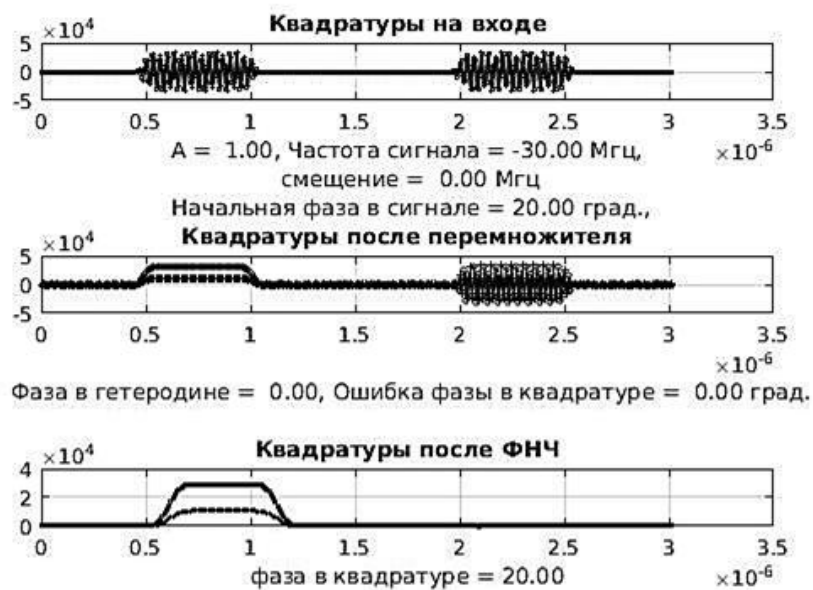 Квадратуры на входе
×10^4
5
0
-5
0 0.5 1 1.5 2 2.5 3 3.5
×10^-6
A = 1.00, Частота сигнала = -30.00 Мгц,
смещение = 0.00 Мгц
Начальная фаза в сигнале = 20.00 град.,
Квадратуры после перемножителя
×10^4
5
0
-5
0 0.5 1 1.5 2 2.5 3 3.5
×10^-6
Фаза в гетеродине = 0.00, Ошибка фазы в квадратуре = 0.00 град.
Квадратуры после ФНЧ
×10^4
4
2
0
0 0.5 1 1.5 2 2.5 3 3.5
фаза в квадратуре = 20.00
×10^-6